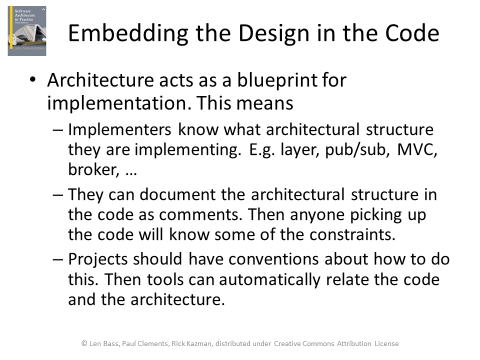 Software
Architecture
in Practice
Embedding the Design in the Code
• Architecture acts as a blueprint for
implementation. This means
– Implementers know what architectural structure
they are implementing. E.g. layer, pub/sub, MVC,
broker, …
– They can document the architectural structure in
the code as comments. Then anyone picking up
the code will know some of the constraints.
– Projects should have conventions about how to do
this. Then tools can automatically relate the code
and the architecture.
© Len Bass, Paul Clements, Rick Kazman, distributed under Creative Commons Attribution License